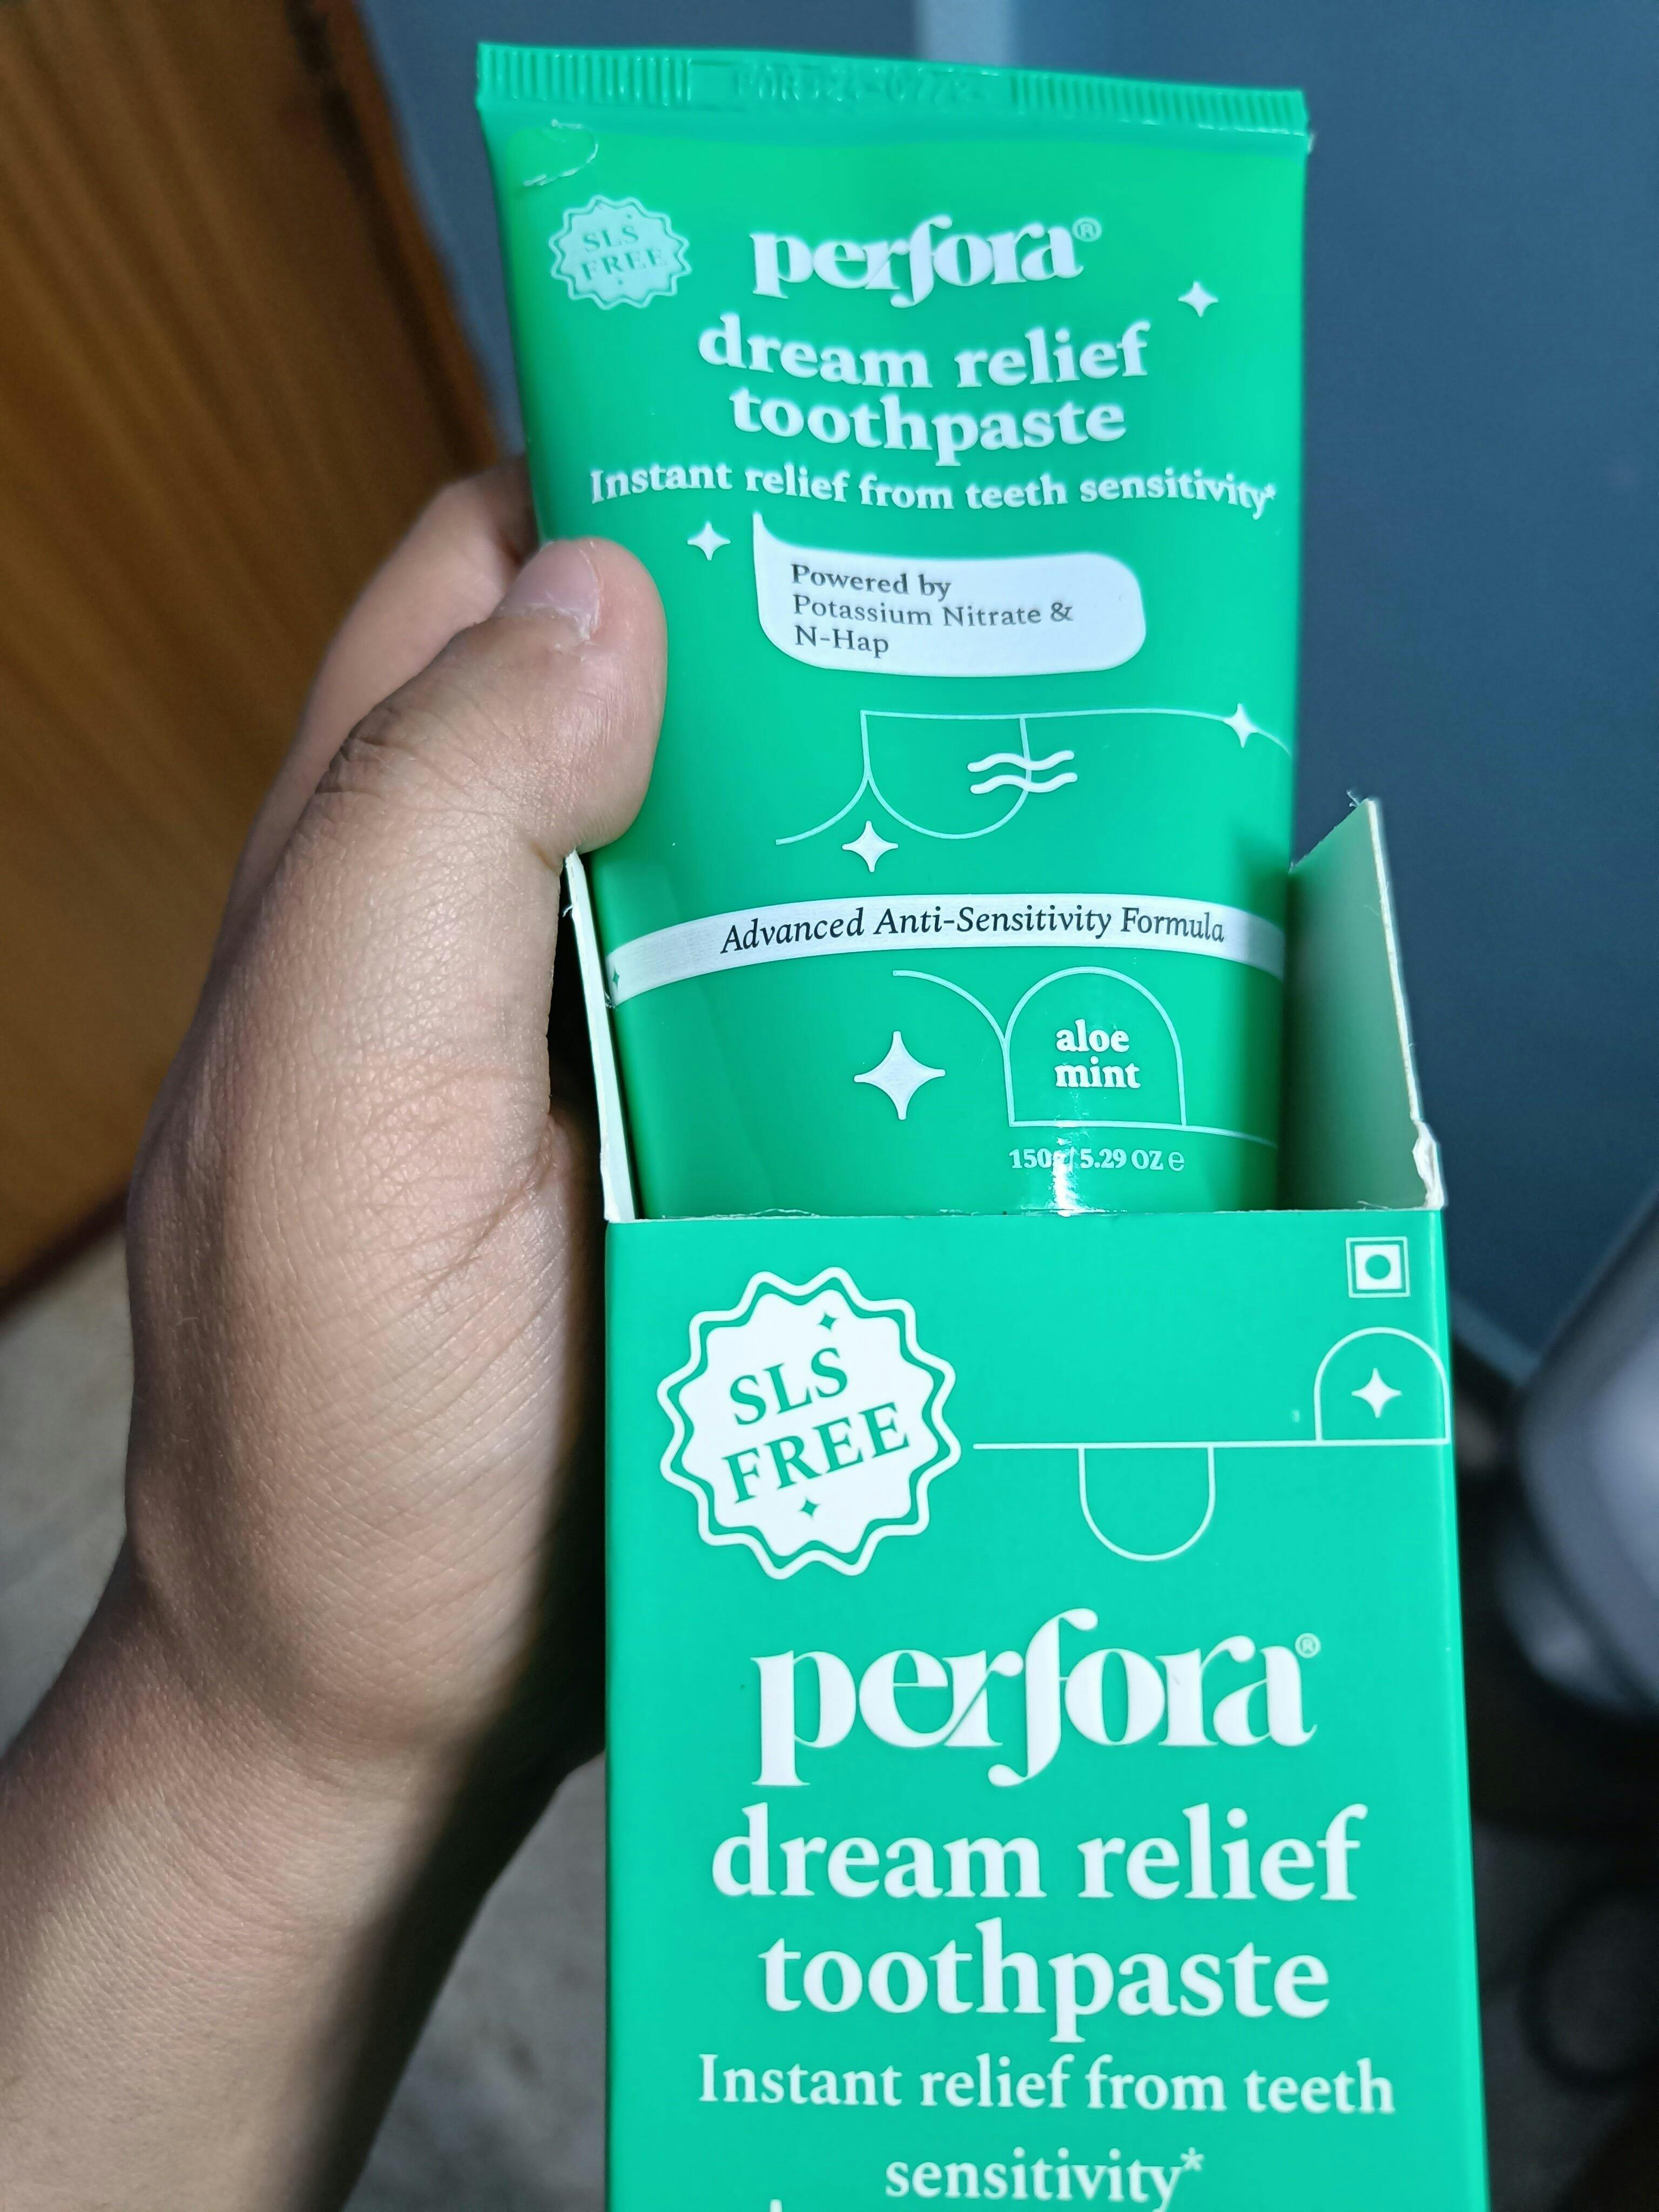 SLS
FREE
perfora®
dream relief
toothpaste
Instant relief from teeth sensitivity*
Powered by
Potassium Nitrate &
N-Hap
Advanced Anti-Sensitivity Formula
aloe
mint
150g/5.29 OZ ℮
SLS
FREE
perfora®
dream relief
toothpaste
Instant relief from teeth
sensitivity*